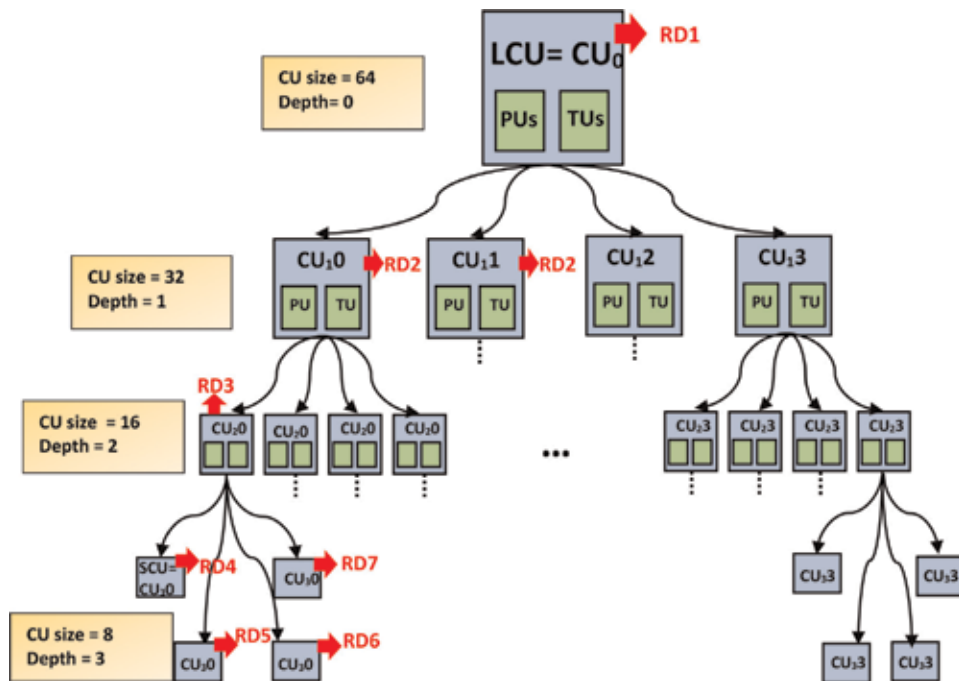 RD1
LCU= CU₀
PUs TUs
CU size = 64
Depth= 0
CU₁0 RD2
PU TU
CU₁1 RD2
PU TU
CU₁2
PU TU
CU₁3
PU TU
CU size = 32
Depth = 1
RD3
CU size = 16
Depth = 2
CU₂0
CU₂0
CU₂0
CU₂0
...
CU₂3
CU₂3
CU₂3
CU₂3
SCU=
CU₃0
RD4
CU₃0
RD7
CU₃3
CU₃3
CU size = 8
Depth = 3
CU₃0
RD5
CU₃0
RD6
CU₃3
CU₃3